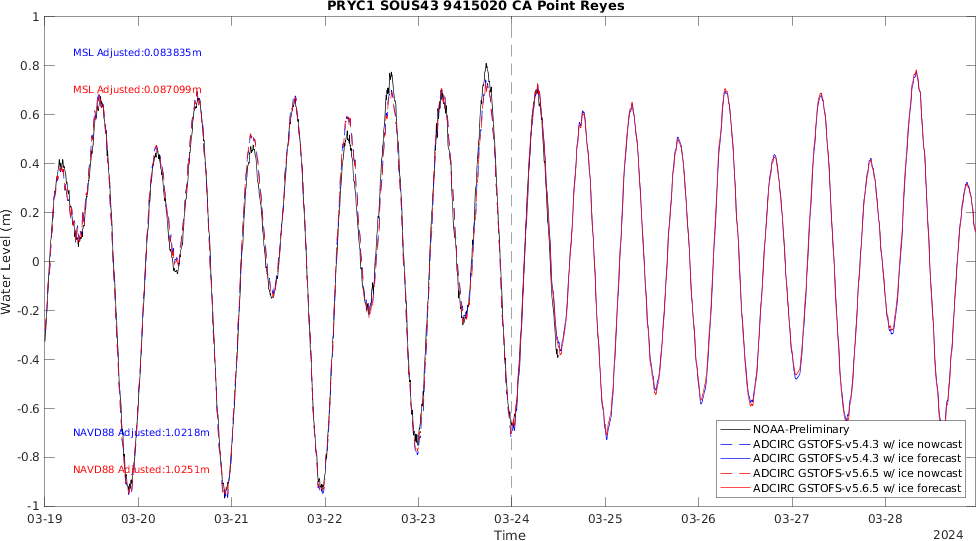 PRYC1 SOUS43 9415020 CA Point Reyes
MSL Adjusted:0.083835m
MSL Adjusted:0.087099m
NAVD88 Adjusted:1.0218m
NAVD88 Adjusted:1.0251m
Water Level (m)
1
0.8
0.6
0.4
0.2
0
-0.2
-0.4
-0.6
-0.8
-1
NOAA-Preliminary
ADCIRC GSTOFS-v5.4.3 w/ ice nowcast
ADCIRC GSTOFS-v5.4.3 w/ ice forecast
ADCIRC GSTOFS-v5.6.5 w/ ice nowcast
ADCIRC GSTOFS-v5.6.5 w/ ice forecast
03-19 03-20 03-21 03-22 03-23 03-24 03-25 03-26 03-27 03-28
Time
2024